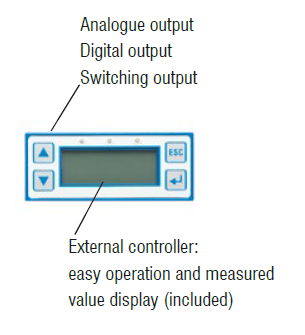 Analogue output
Digital output
Switching output
ESC
External controller:
easy operation and measured
value display (included)